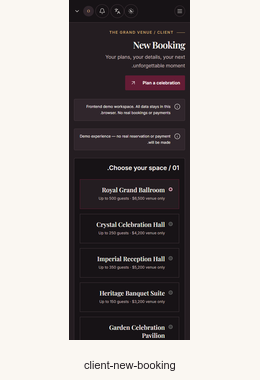 THE GRAND VENUE / CLIENT
New Booking
Your plans, your details, your next
.unforgettable moment
Plan a celebration
Frontend demo workspace. All data stays in this
.browser. No real bookings or payments
Demo experience — no real reservation or payment
.will be made
.Choose your space / 01
Royal Grand Ballroom
Up to 500 guests · $6,500 venue only
Crystal Celebration Hall
Up to 250 guests · $4,200 venue only
Imperial Reception Hall
Up to 350 guests · $5,200 venue only
Heritage Banquet Suite
Up to 150 guests · $3,200 venue only
Garden Celebration
Pavilion
client-new-booking